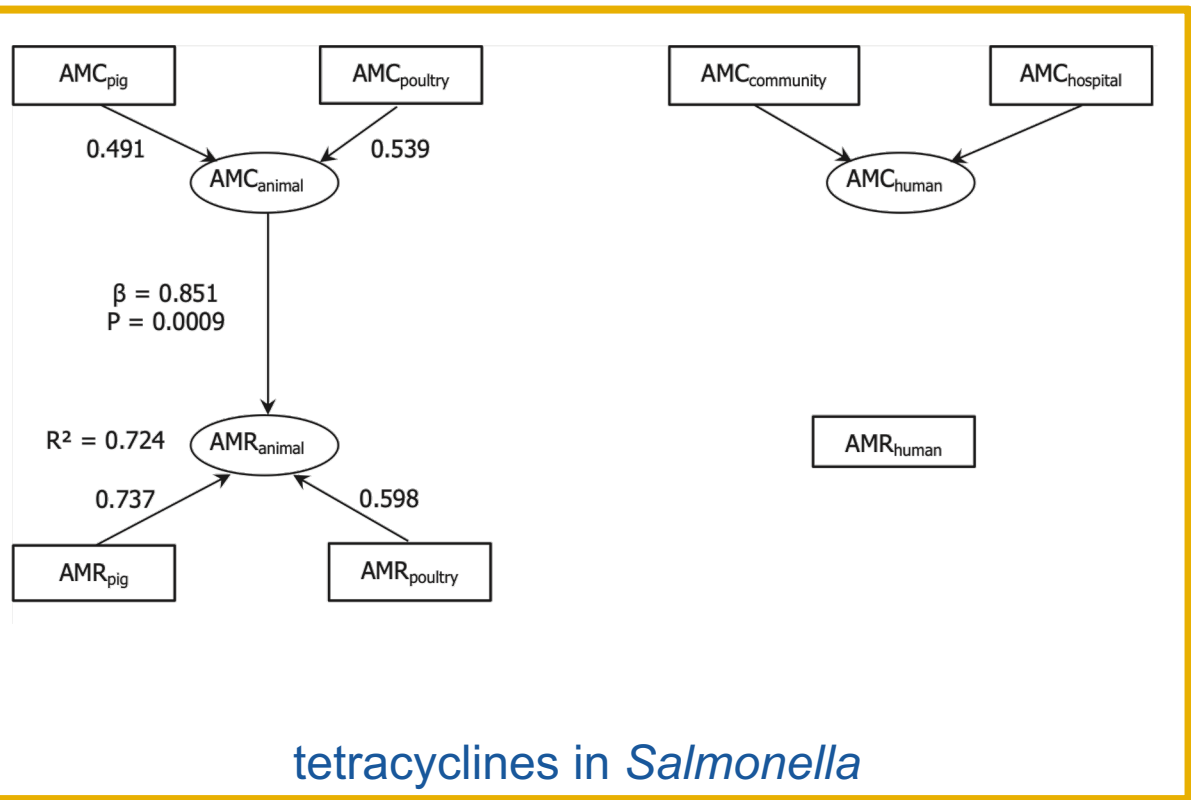 AMCpig
AMCpoultry
AMCcommunity
AMChospital
0.491
0.539
AMCanimal
AMChuman
β = 0.851
P = 0.0009
R² = 0.724
AMRanimal
AMRhuman
0.737
0.598
AMRpig
AMRpoultry
tetracyclines in Salmonella